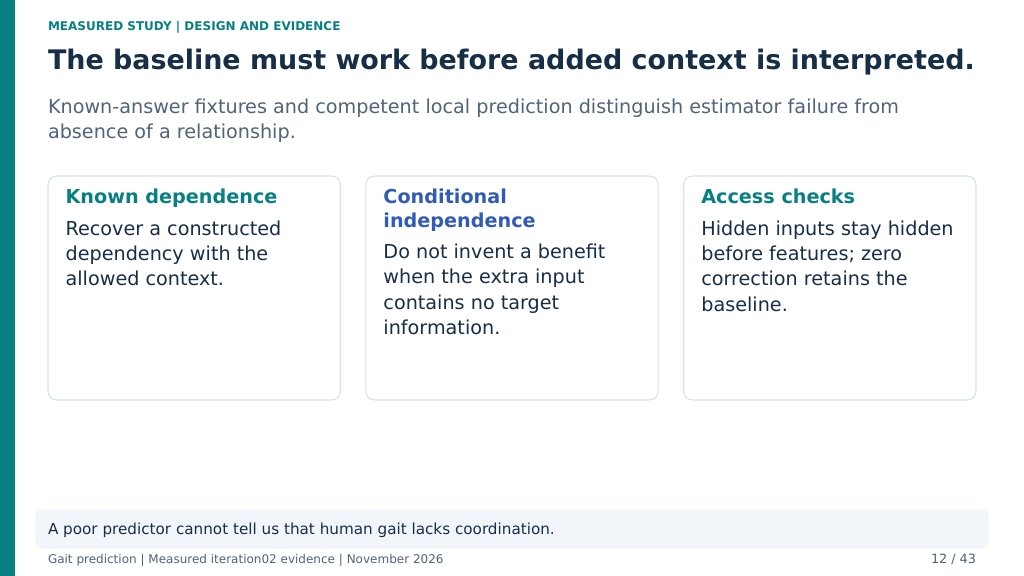 MEASURED STUDY | DESIGN AND EVIDENCE
The baseline must work before added context is interpreted.
Known-answer fixtures and competent local prediction distinguish estimator failure from
absence of a relationship.
Known dependence
Recover a constructed
dependency with the
allowed context.
Conditional
independence
Do not invent a benefit
when the extra input
contains no target
information.
Access checks
Hidden inputs stay hidden
before features; zero
correction retains the
baseline.
A poor predictor cannot tell us that human gait lacks coordination.
Gait prediction | Measured iteration02 evidence | November 2026
12 / 43